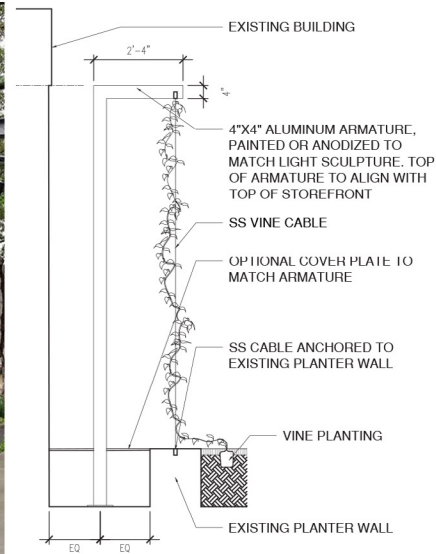 EXISTING BUILDING
2'-4"
4"
4"X4" ALUMINUM ARMATURE,
PAINTED OR ANODIZED TO
MATCH LIGHT SCULPTURE. TOP
OF ARMATURE TO ALIGN WITH
TOP OF STOREFRONT
SS VINE CABLE
OPTIONAL COVER PLATE TO
MATCH ARMATURE
SS CABLE ANCHORED TO
EXISTING PLANTER WALL
VINE PLANTING
EXISTING PLANTER WALL
EQ EQ